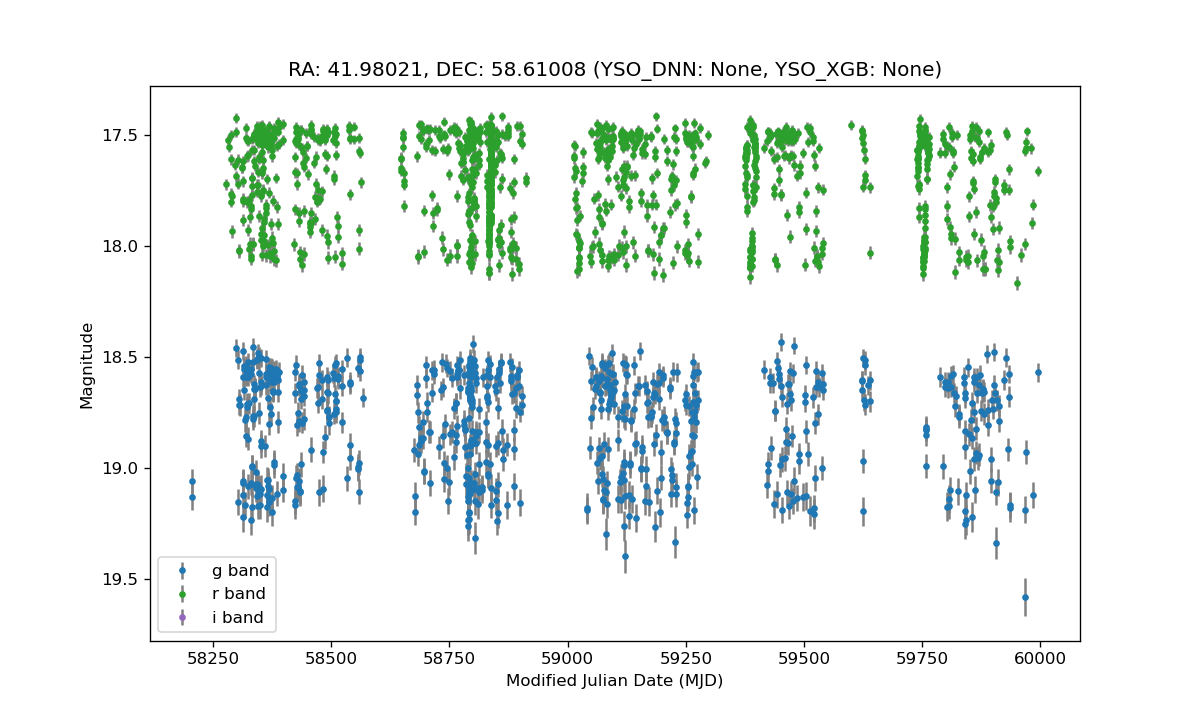 RA: 41.98021, DEC: 58.61008 (YSO_DNN: None, YSO_XGB: None)
Magnitude
17.5
18.0
18.5
19.0
19.5
g band
r band
i band
58250 58500 58750 59000 59250 59500 59750 60000
Modified Julian Date (MJD)